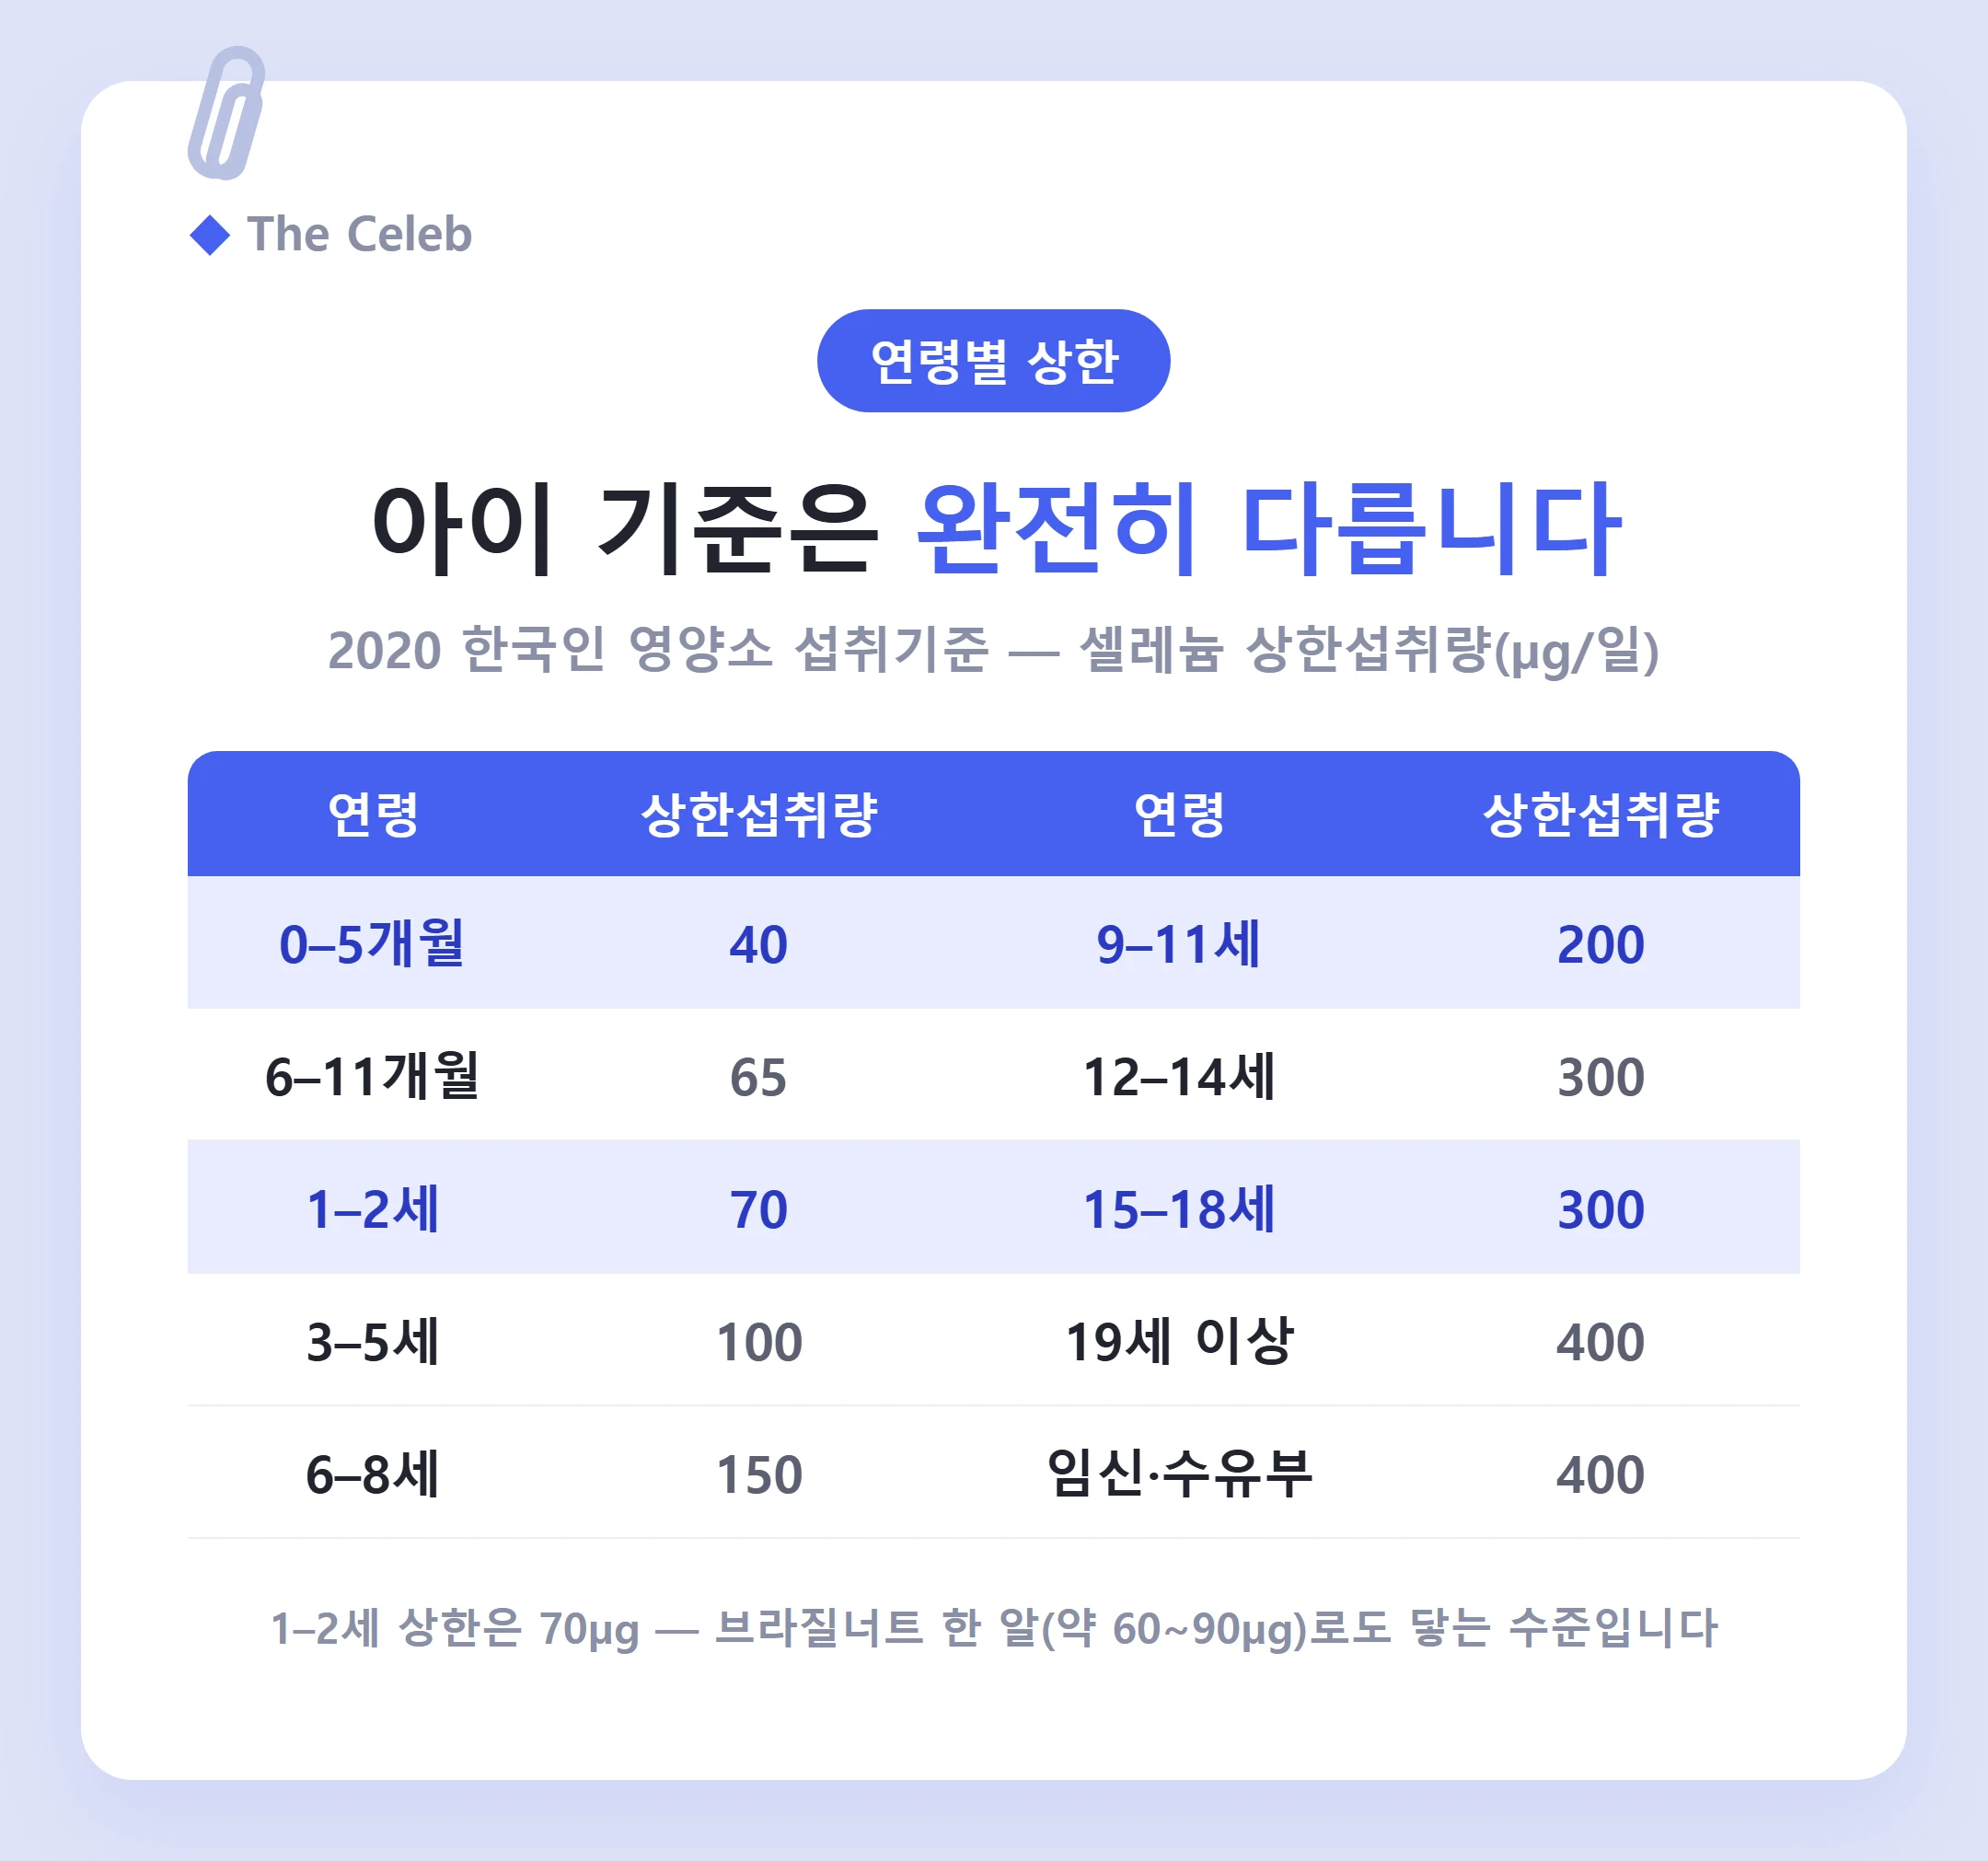 The Celeb
연령별 상한
아이 기준은 완전히 다릅니다
2020 한국인 영양소 섭취기준 — 셀레늄 상한섭취량(μg/일)
연령 상한섭취량 연령 상한섭취량
0–5개월 40 9–11세 200
6–11개월 65 12–14세 300
1–2세 70 15–18세 300
3–5세 100 19세 이상 400
6–8세 150 임신·수유부 400
1–2세 상한은 70μg — 브라질너트 한 알(약 60~90μg)로도 닿는 수준입니다